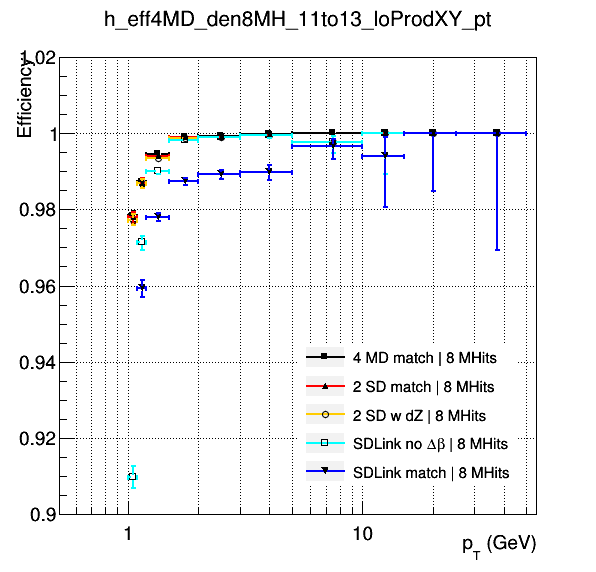 h_eff4MD_den8MH_11to13_loProdXY_pt
Efficiency
1.02
1
0.98
0.96
0.94
0.92
0.9
4 MD match | 8 MHits
2 SD match | 8 MHits
2 SD w dZ | 8 MHits
SDLink no Δβ | 8 MHits
SDLink match | 8 MHits
1
10
p_T (GeV)